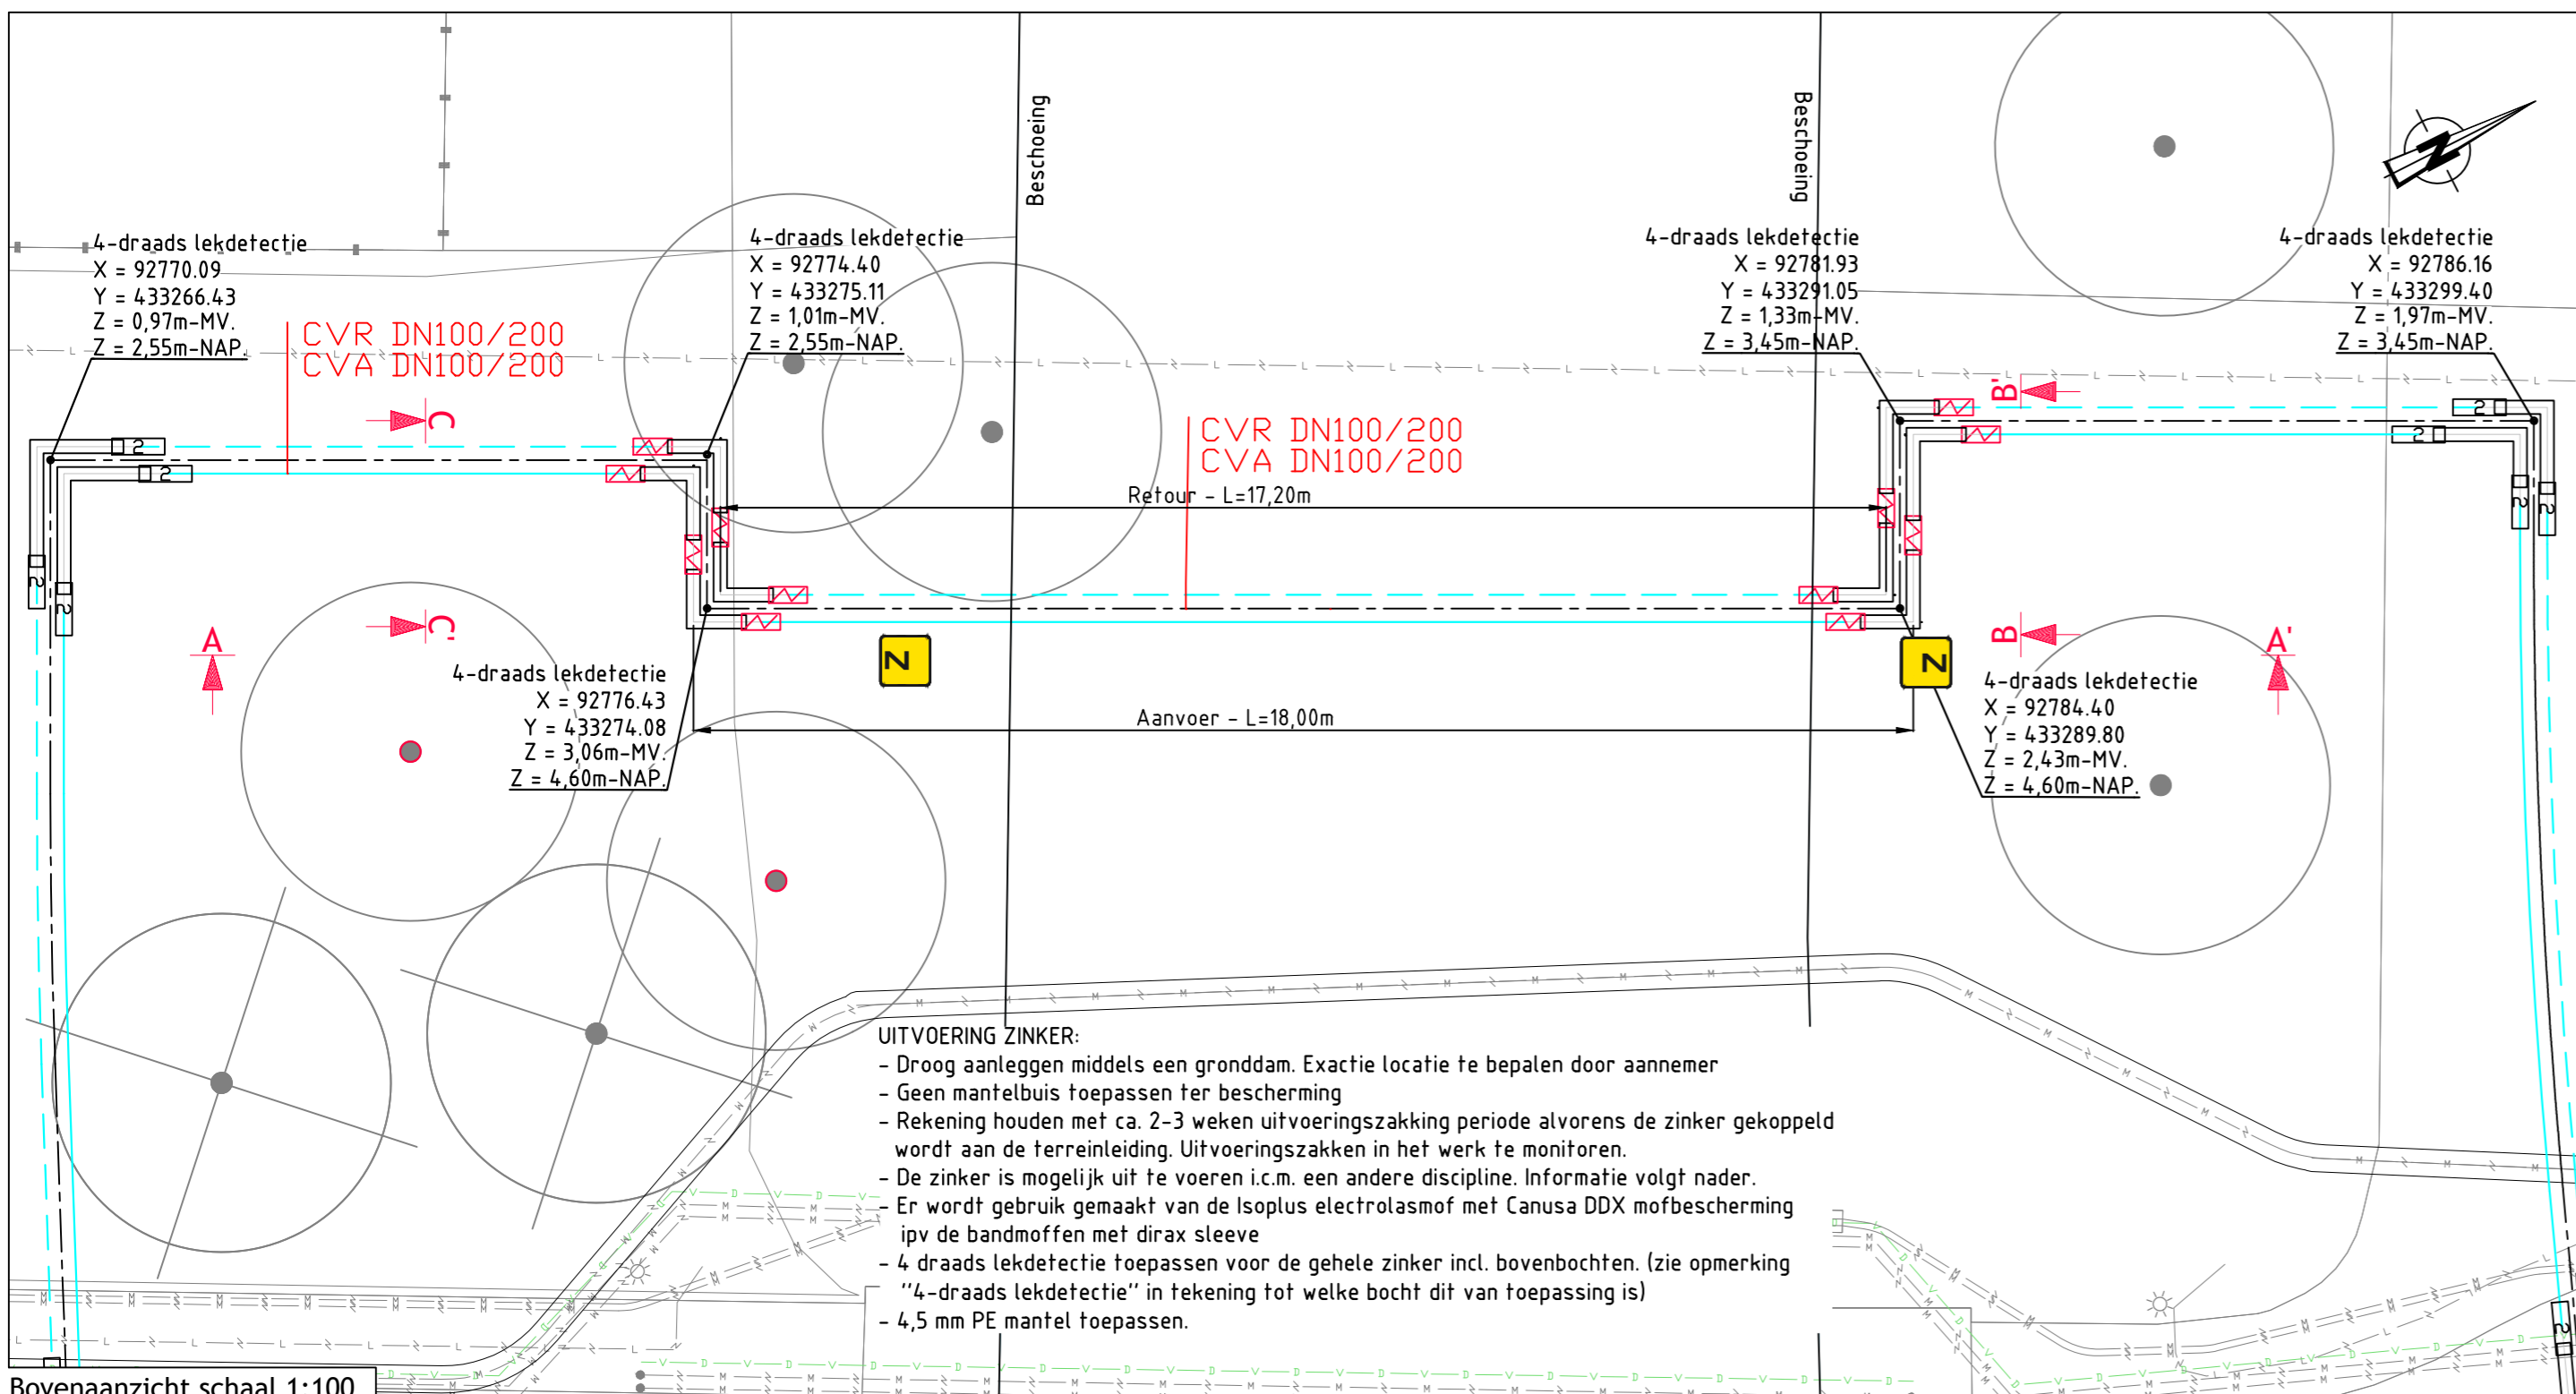 Beschoeing
Beschoeing
N
4-draads lekdetectie
X = 92770.09
Y = 433266.43
Z = 0,97m-MV.
Z = 2,55m-NAP.
4-draads lekdetectie
X = 92774.40
Y = 433275.11
Z = 1,01m-MV.
Z = 2,55m-NAP.
4-draads lekdetectie
X = 92781.93
Y = 433291.05
Z = 1,33m-MV.
Z = 3,45m-NAP.
4-draads lekdetectie
X = 92786.16
Y = 433299.40
Z = 1,97m-MV.
Z = 3,45m-NAP.
CVR DN100/200
CVA DN100/200
CVR DN100/200
CVA DN100/200
C
B'
Retour - L=17,20m
C'
A
B
A'
Z
Z
4-draads lekdetectie
X = 92776.43
Y = 433274.08
Z = 3,06m-MV.
Z = 4,60m-NAP.
Aanvoer - L=18,00m
4-draads lekdetectie
X = 92784.40
Y = 433289.80
Z = 2,43m-MV.
Z = 4,60m-NAP.
UITVOERING ZINKER:
- Droog aanleggen middels een gronddam. Exactie locatie te bepalen door aannemer
- Geen mantelbuis toepassen ter bescherming
- Rekening houden met ca. 2-3 weken uitvoeringszakking periode alvorens de zinker gekoppeld
wordt aan de terreinleiding. Uitvoeringszakken in het werk te monitoren.
- De zinker is mogelijk uit te voeren i.c.m. een andere discipline. Informatie volgt nader.
- Er wordt gebruik gemaakt van de Isoplus electrolasmof met Canusa DDX mofbescherming
ipv de bandmoffen met dirax sleeve
- 4 draads lekdetectie toepassen voor de gehele zinker incl. bovenbochten. (zie opmerking
"4-draads lekdetectie" in tekening tot welke bocht dit van toepassing is)
- 4,5 mm PE mantel toepassen.
Bovenaanzicht schaal 1:100